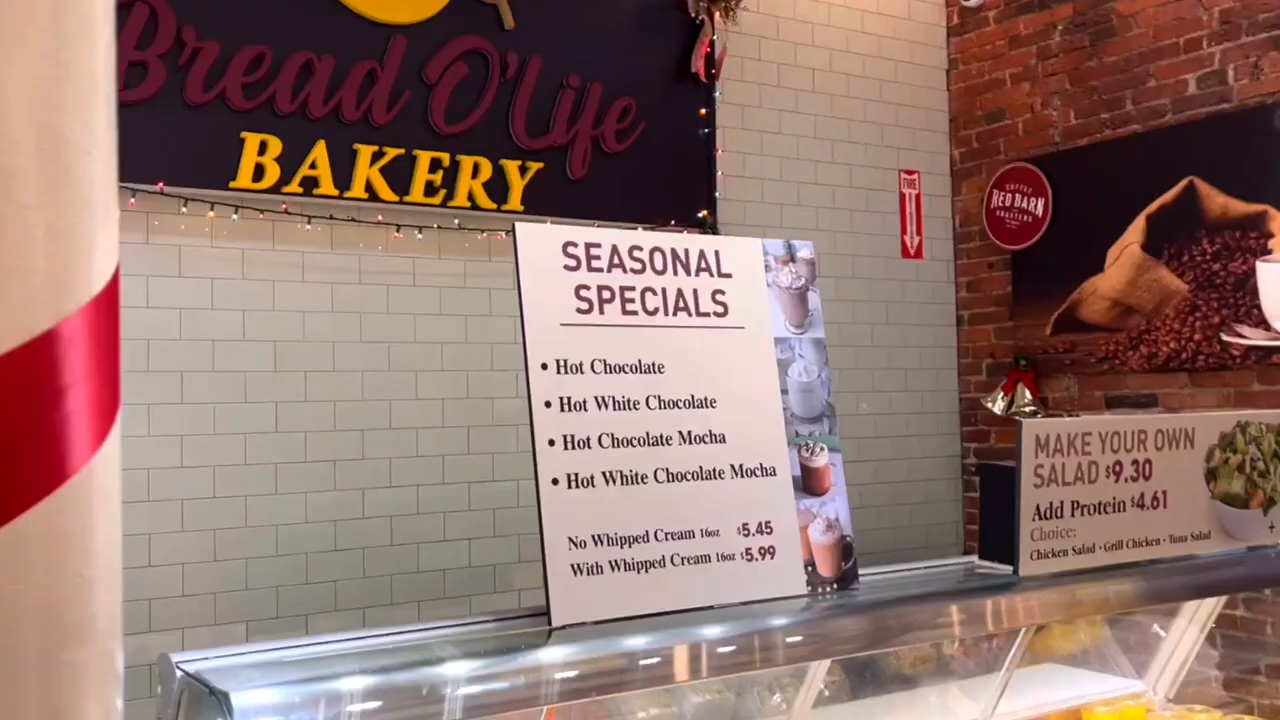 Bread O'Life
BAKERY
SEASONAL
SPECIALS
• Hot Chocolate
• Hot White Chocolate
• Hot Chocolate Mocha
• Hot White Chocolate Mocha
No Whipped Cream 16oz $5.45
With Whipped Cream 16oz $5.99
FIRE
COFFEE
RED BARN
ROASTERS
MAKE YOUR OWN
SALAD $9.30
Add Protein $4.61
Choice:
Chicken Salad • Grill Chicken • Tuna Salad